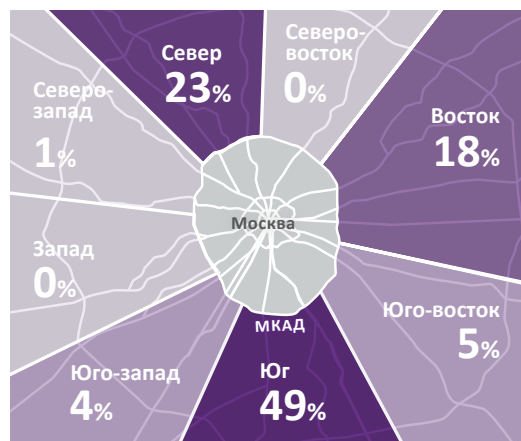 Север
23%
Северо-
восток
0%
Северо-
запад
1%
Восток
18%
Москва
Запад
0%
МКАД
Юго-восток
5%
Юго-запад
4%
Юг
49%